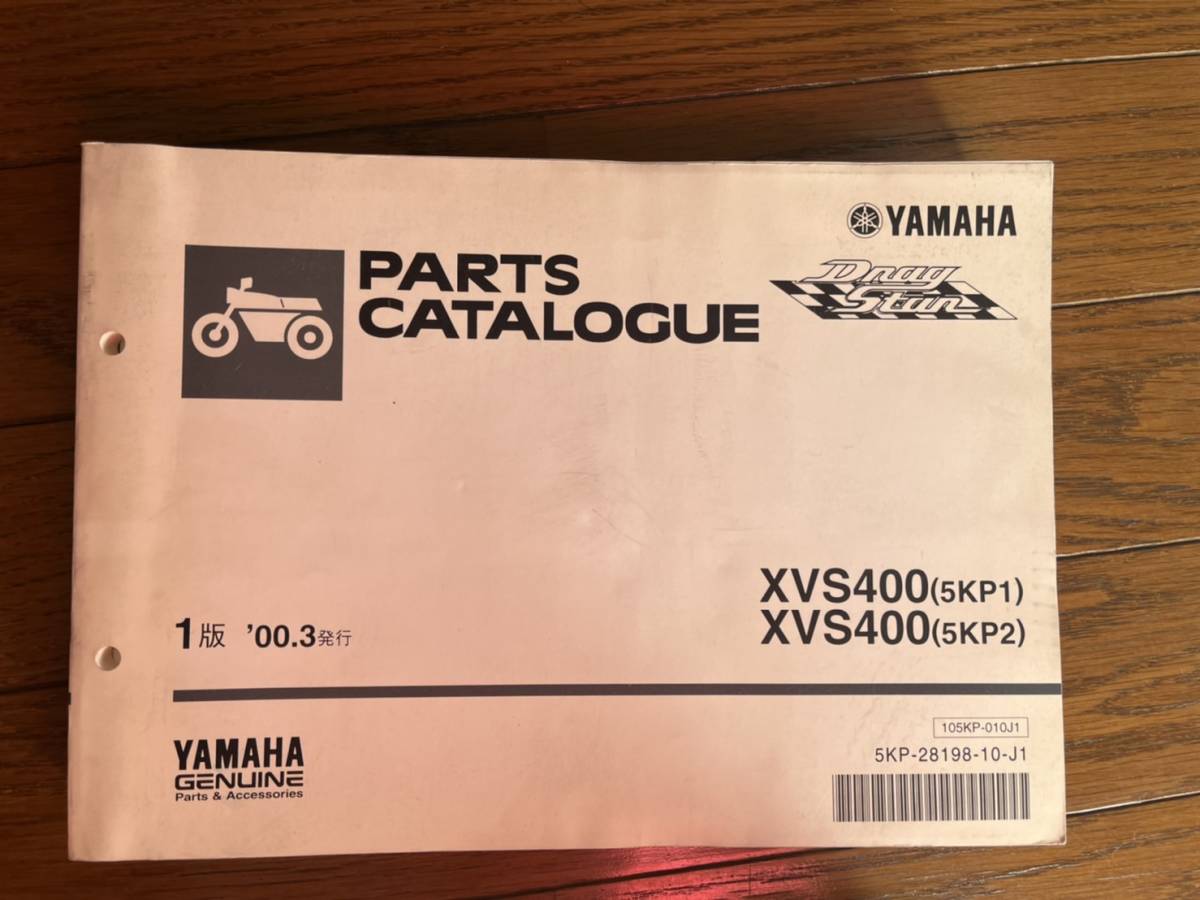 YAMAHA
PARTS
CATALOGUE
Drag
Star
XVS400(5KP1)
XVS400(5KP2)
1版 '00.3発行
105KP-010J1
5KP-28198-10-J1
YAMAHA
GENUINE
Parts & Accessories